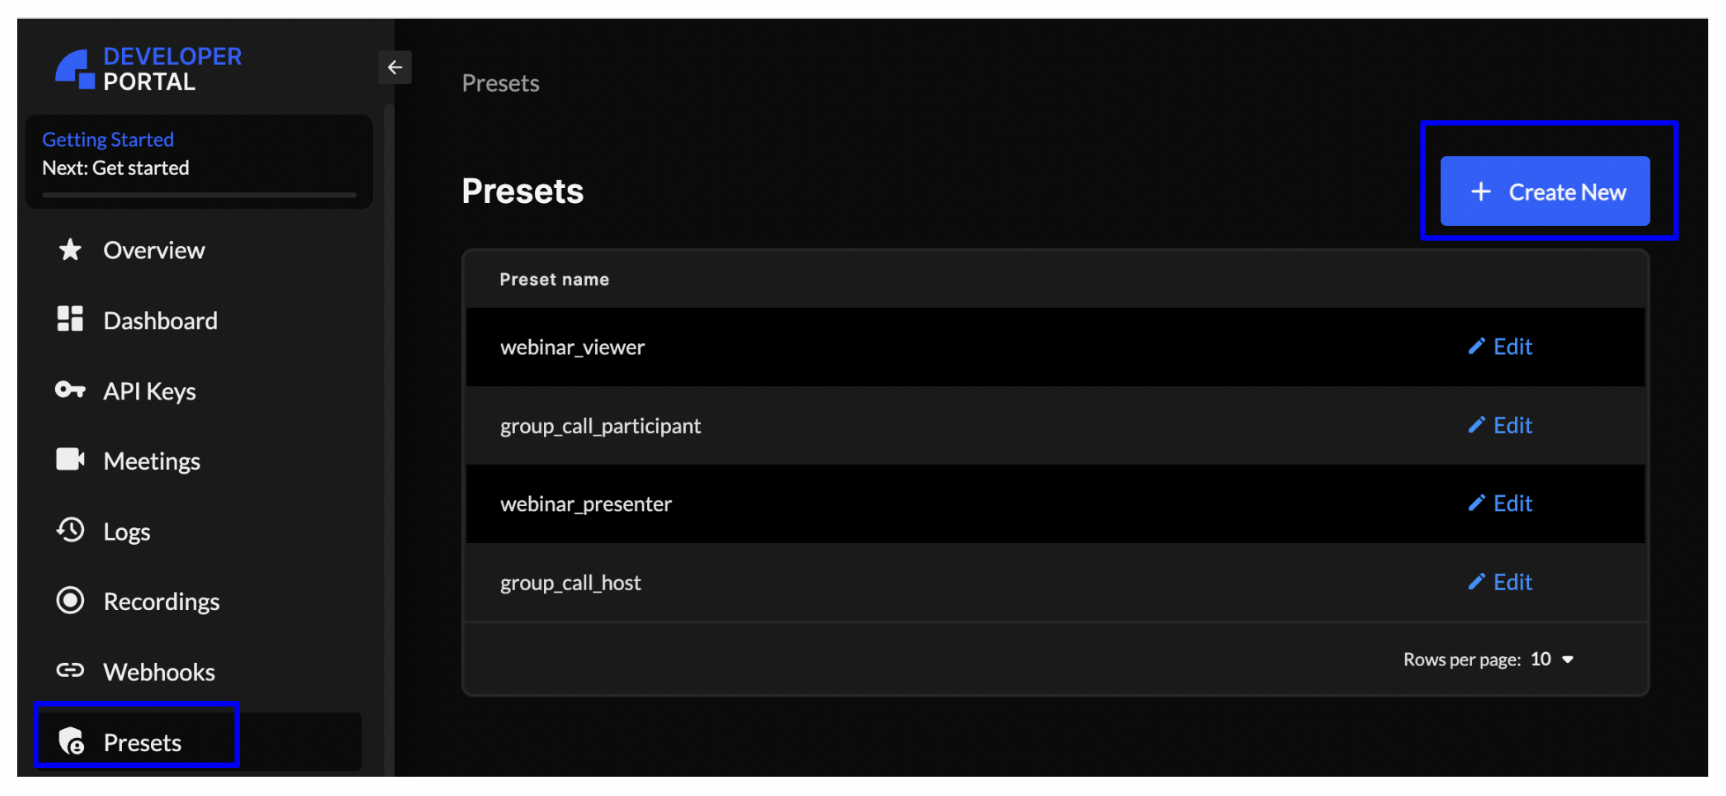 DEVELOPER
PORTAL
Getting Started
Next: Get started
Overview
Dashboard
API Keys
Meetings
Logs
Recordings
Webhooks
Presets
Presets
Presets
+ Create New
Preset name
webinar_viewer Edit
group_call_participant Edit
webinar_presenter Edit
group_call_host Edit
Rows per page: 10